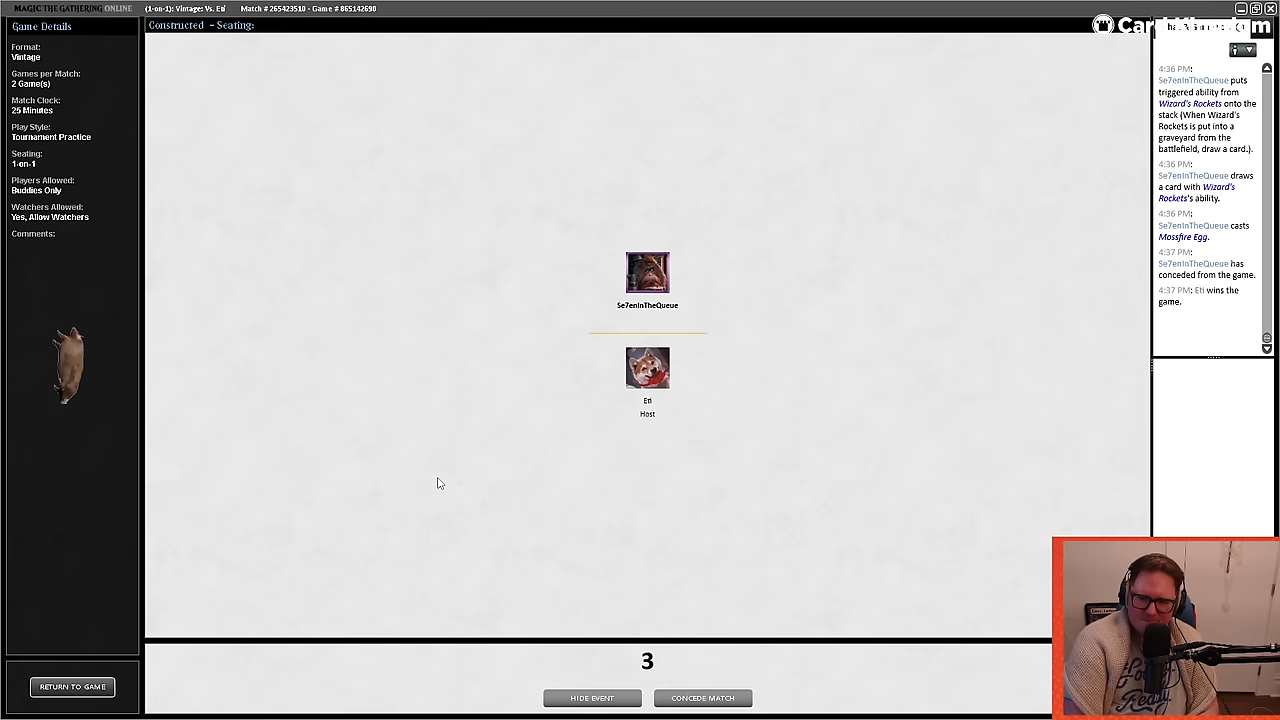 MAGIC THE GATHERING ONLINE (1-on-1): Vintage: Vs. Eti Match # 265423510 - Game # 865142690
Game Details
Constructed - Seating:
Format:
Vintage
Games per Match:
2 Game(s)
Match Clock:
25 Minutes
Play Style:
Tournament Practice
Seating:
1-on-1
Players Allowed:
Buddies Only
Watchers Allowed:
Yes, Allow Watchers
Comments:
RETURN TO GAME
Se7enInTheQueue
Eti
Host
3
HIDE EVENT
CONCEDE MATCH
4:36 PM:
Se7enInTheQueue puts
triggered ability from
Wizard's Rockets onto the
stack (When Wizard's
Rockets is put into a
graveyard from the
battlefield, draw a card.).
4:36 PM:
Se7enInTheQueue draws
a card with Wizard's
Rockets's ability.
4:36 PM:
Se7enInTheQueue casts
Mossfire Egg.
4:37 PM:
Se7enInTheQueue has
conceded from the game.
4:37 PM: Eti wins the
game.